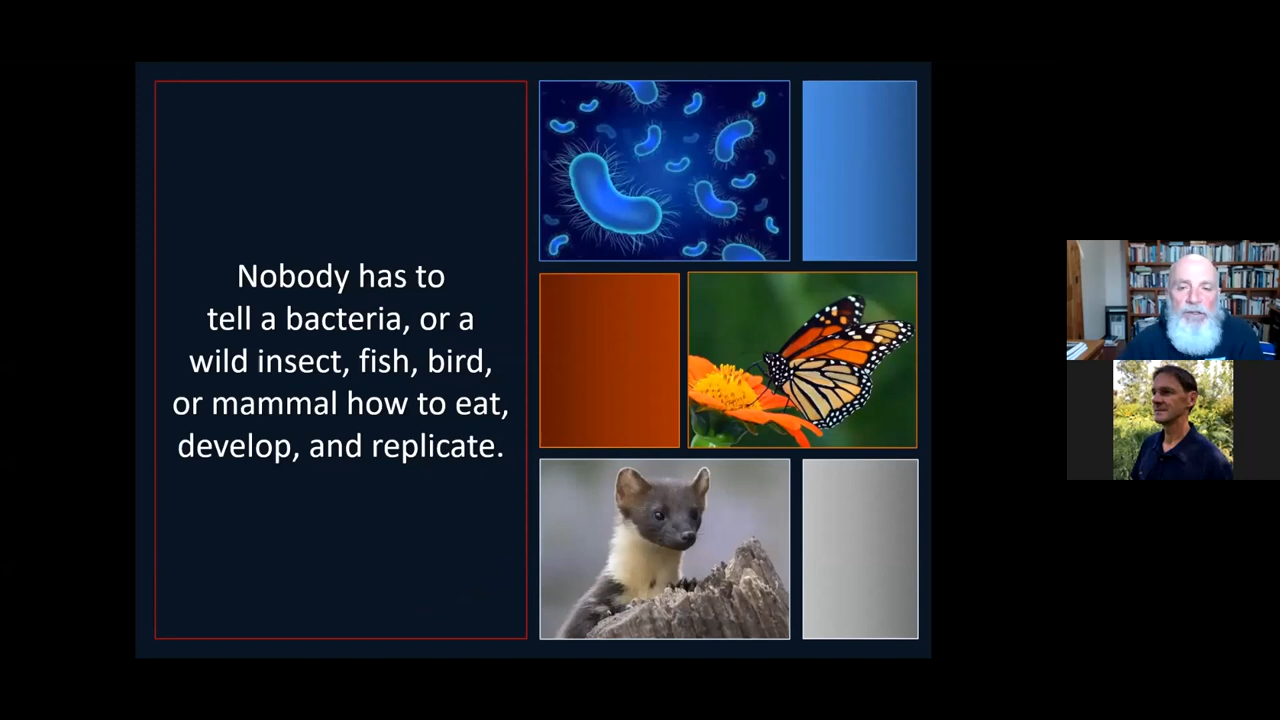 Nobody has to
tell a bacteria, or a
wild insect, fish, bird,
or mammal how to eat,
develop, and replicate.